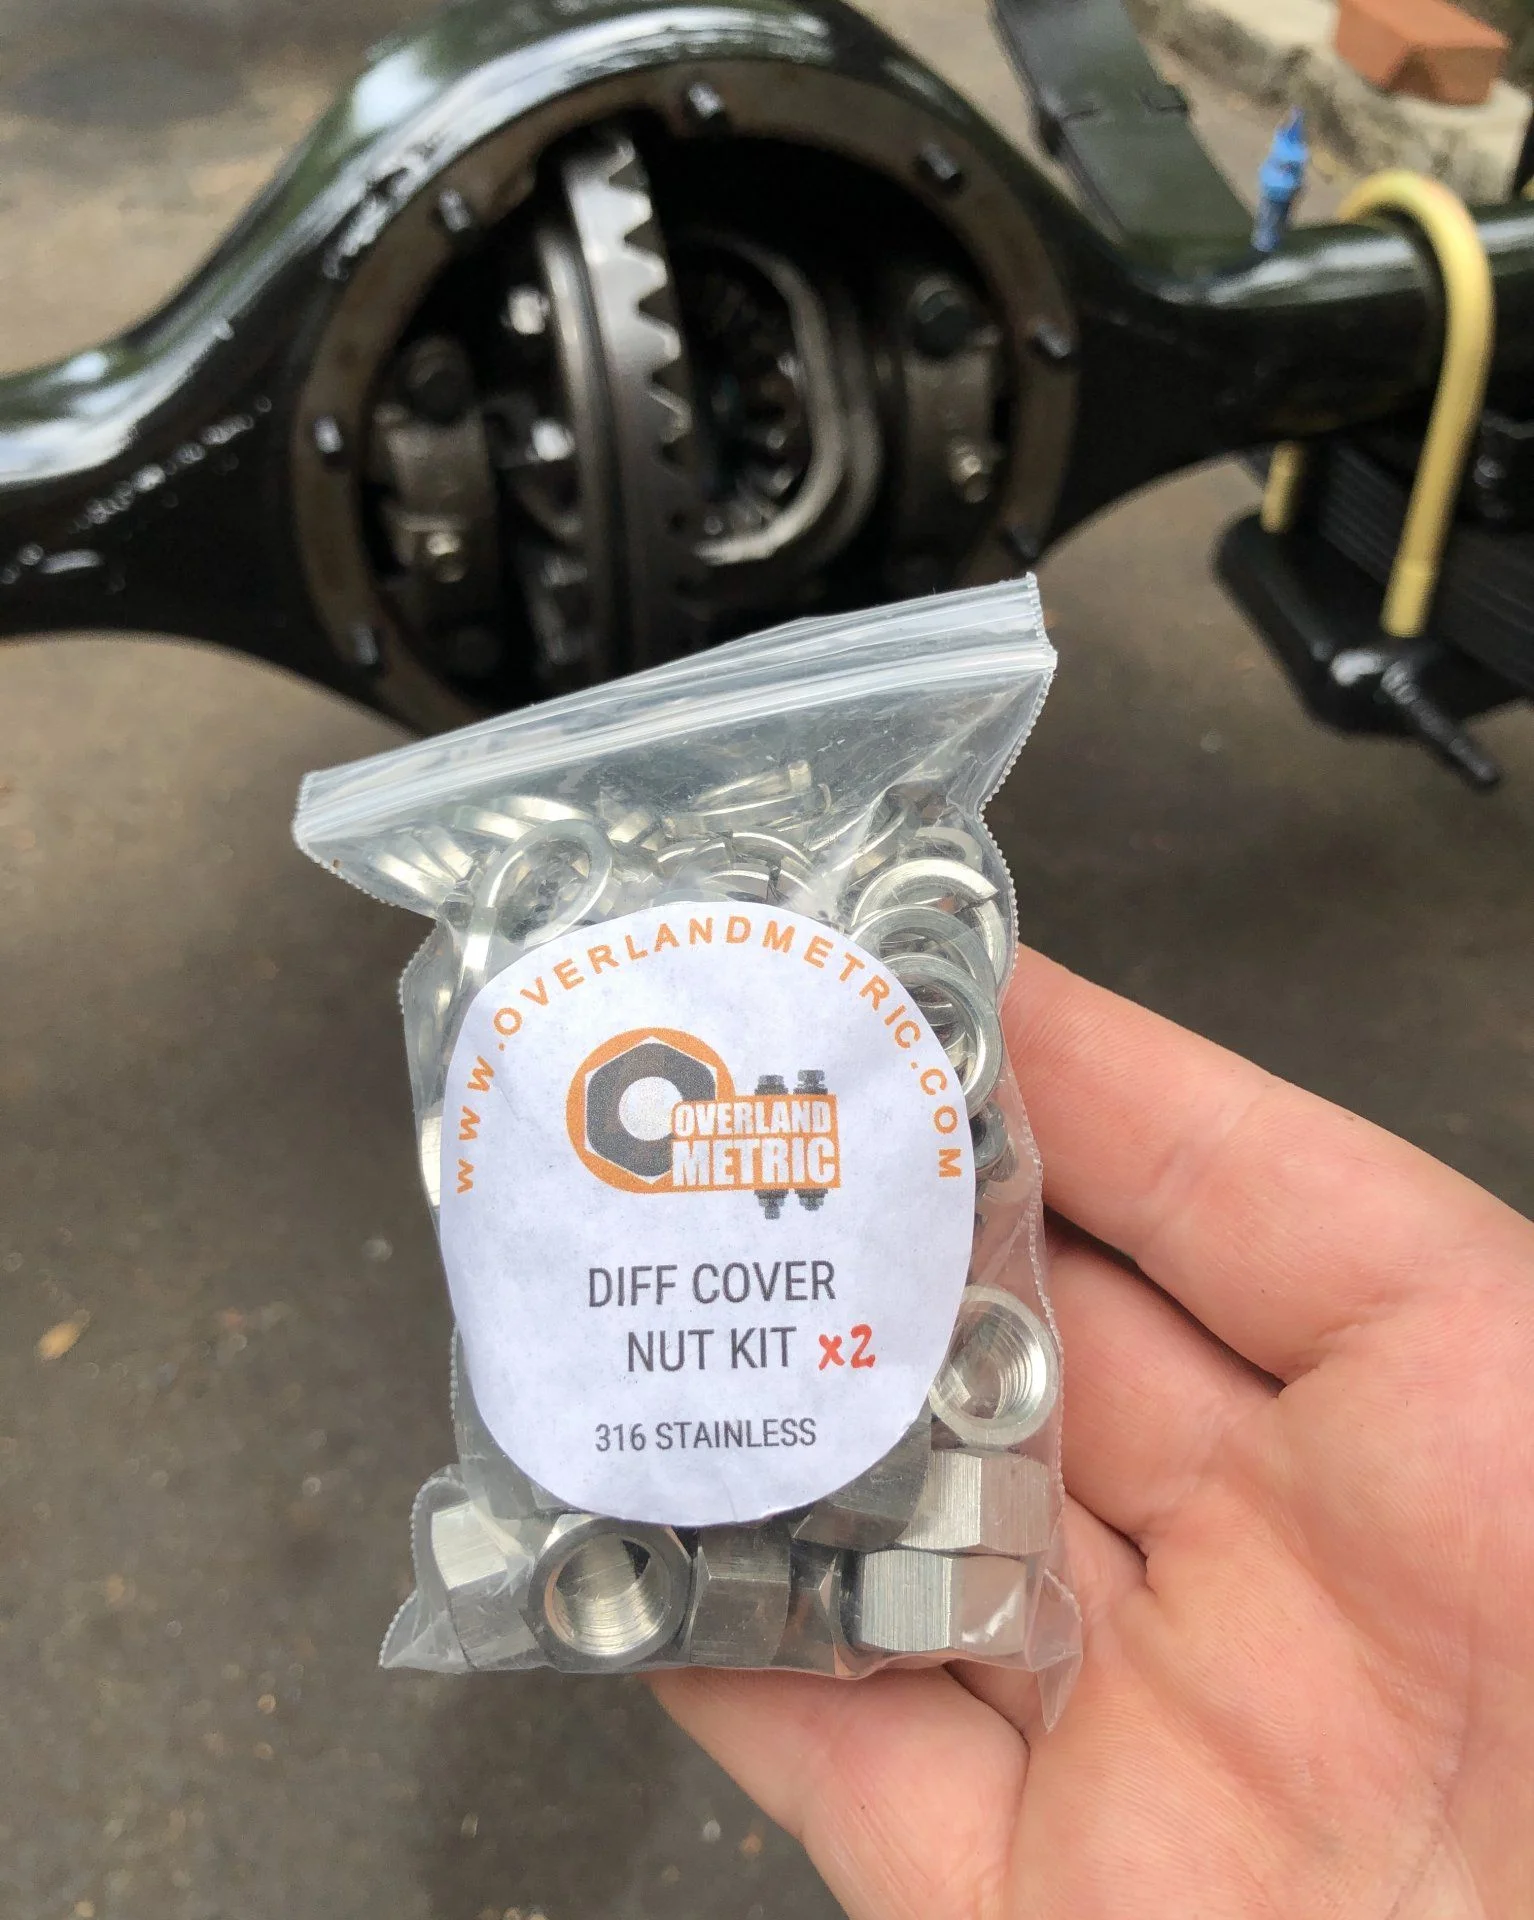 WWW.OVERLANDMETRIC.COM
OVERLAND
METRIC
DIFF COVER
NUT KIT x2
316 STAINLESS